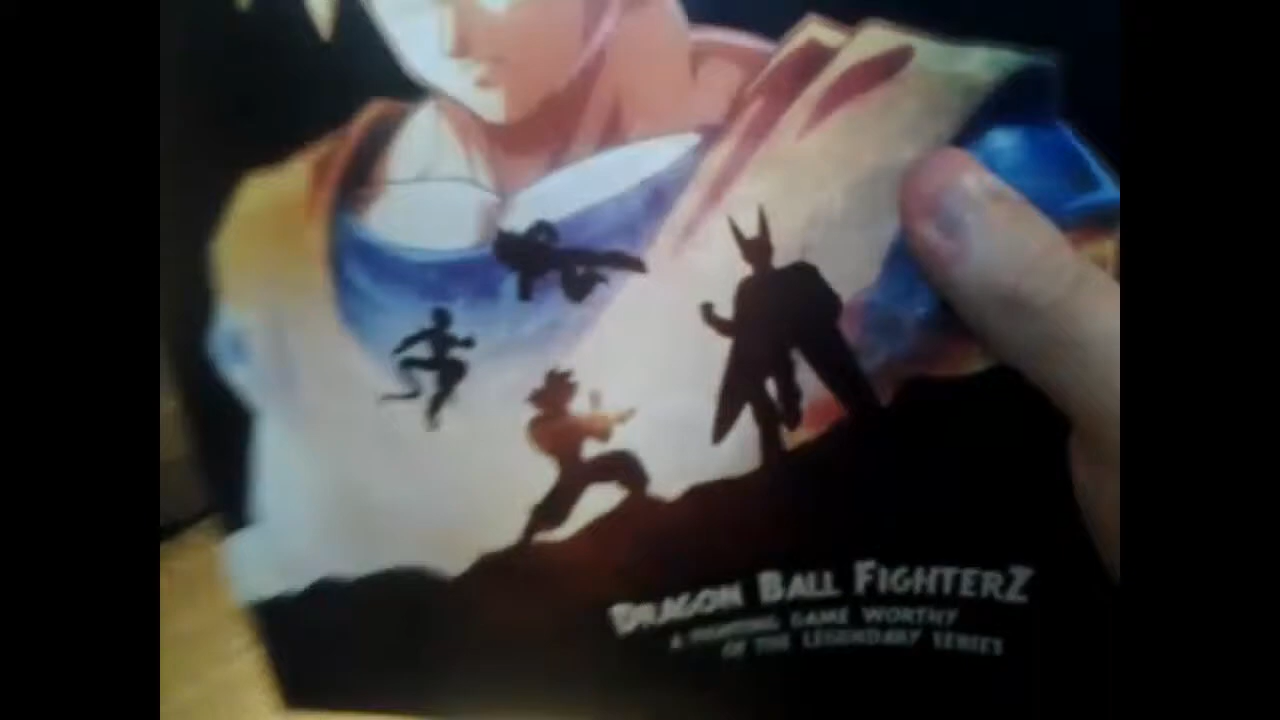 DRAGON BALL FIGHTERZ
A FIGHTING GAME WORTHY
OF THE LEGENDARY SERIES